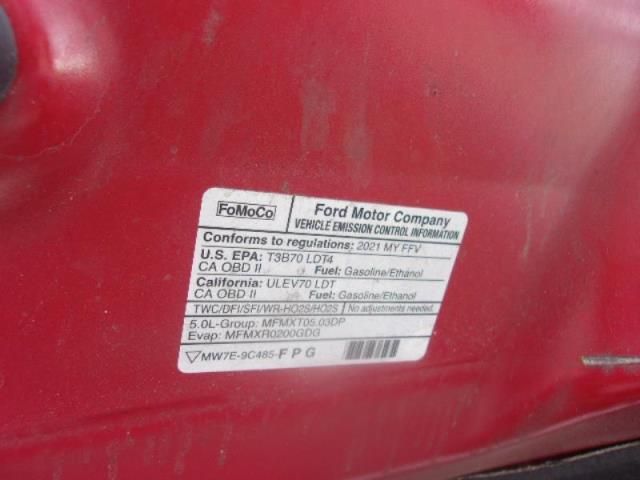 FoMoCo
Ford Motor Company
VEHICLE EMISSION CONTROL INFORMATION
Conforms to regulations: 2021 MY FFV
U.S. EPA: T3B70 LDT4
CA OBD II Fuel: Gasoline/Ethanol
California: ULEV70 LDT
CA OBD II Fuel: Gasoline/Ethanol
TWC/DFI/SFI/WR-HO2S/HO2S No adjustments needed.
5.0L-Group: MFMXT05.03DP
Evap: MFMXR0200GDG
MW7E-9C485-F P G